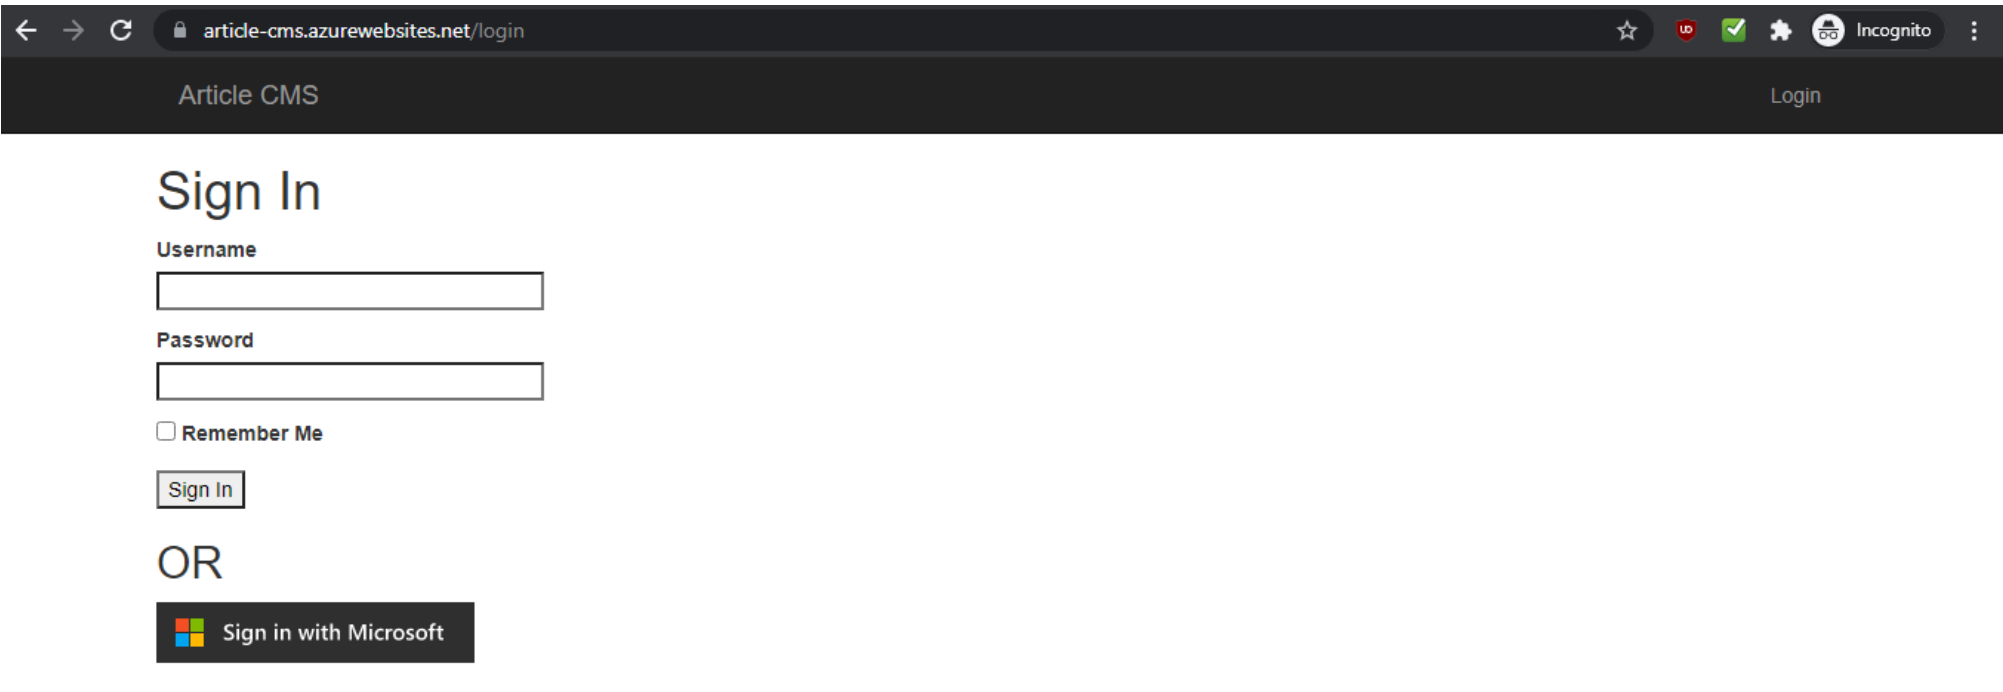 article-cms.azurewebsites.net/login
Incognito
Article CMS
Login
Sign In
Username
Password
Remember Me
Sign In
OR
Sign in with Microsoft